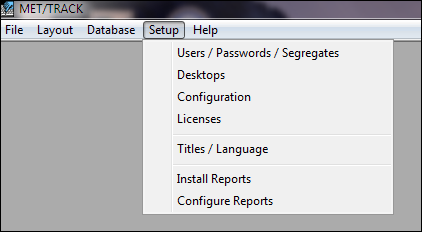 MET/TRACK
File Layout Database Setup Help
Users / Passwords / Segregates
Desktops
Configuration
Licenses
Titles / Language
Install Reports
Configure Reports